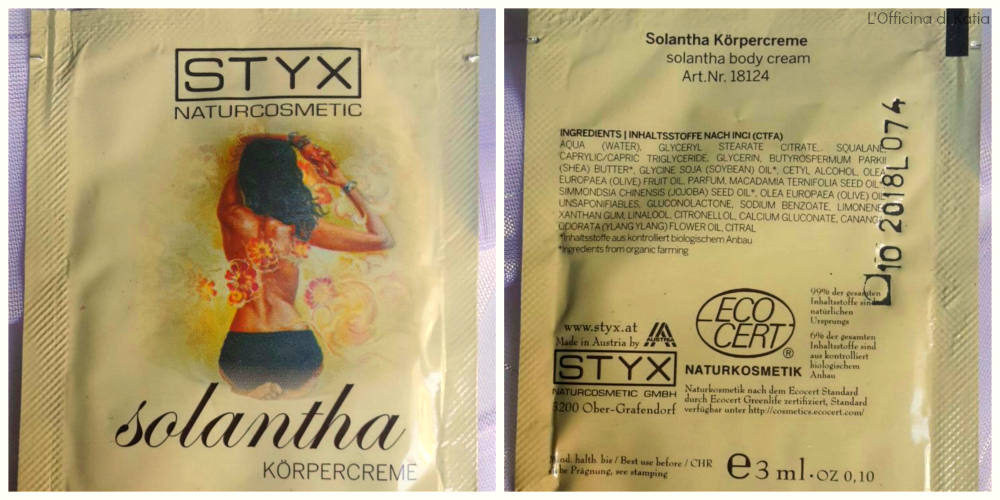 STYX
NATURCOSMETIC
solantha
KÖRPERCREME
L'Officina di Katia
Solantha Körpercreme
solantha body cream
Art.Nr. 18124
INGREDIENTS | INHALTSSTOFFE NACH INCI (CTFA)
AQUA (WATER), GLYCERYL STEARATE CITRATE, SQUALANE,
CAPRYLIC/CAPRIC TRIGLYCERIDE, GLYCERIN, BUTYROSPERMUM PARKII
(SHEA) BUTTER*, GLYCINE SOJA (SOYBEAN) OIL*, CETYL ALCOHOL, OLEA
EUROPAEA (OLIVE) FRUIT OIL, PARFUM, MACADAMIA TERNIFOLIA SEED OIL*,
SIMMONDSIA CHINENSIS (JOJOBA) SEED OIL*, OLEA EUROPAEA (OLIVE) OIL
UNSAPONIFIABLES, GLUCONOLACTONE, SODIUM BENZOATE, LIMONENE,
XANTHAN GUM, LINALOOL, CITRONELLOL, CALCIUM GLUCONATE, CANANGA
ODORATA (YLANG YLANG) FLOWER OIL, CITRAL
*Inhaltsstoffe aus kontrolliert biologischem Anbau
*Ingredients from organic farming
10 2018L 074
www.styx.at
Made in Austria by
AUSTRIA
STYX
NATURCOSMETIC GMBH
3200 Ober-Grafendorf
ECO
CERT
®
NATURKOSMETIK
99% der gesamten
Inhaltsstoffe sind
natürlichen
Ursprungs
6% der gesamten
Inhaltsstoffe sind
aus kontrolliert
biologischem
Anbau
Naturkosmetik nach dem Ecocert Standard
durch Ecocert Greenlife zertifiziert, Standard
verfügbar unter http://cosmetics.ecocert.com/
Mind. haltb. bis / Best use before / CHR
siehe Prägnung, see stamping
e 3 ml · OZ 0,10